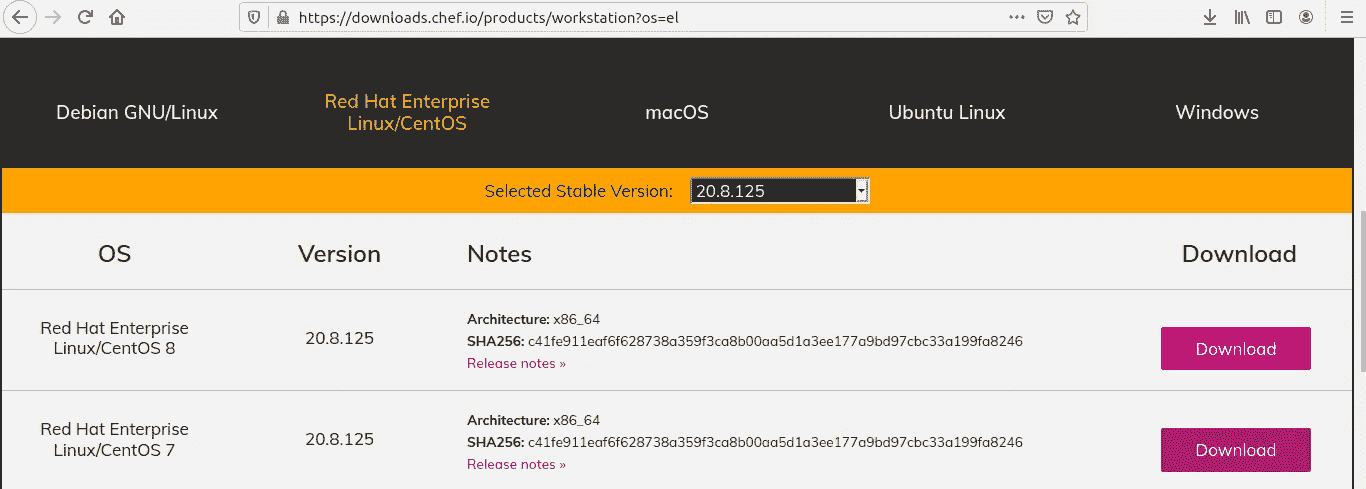 https://downloads.chef.io/products/workstation?os=el
Debian GNU/Linux
Red Hat Enterprise
Linux/CentOS
macOS
Ubuntu Linux
Windows
Selected Stable Version: 20.8.125
OS Version Notes Download
Red Hat Enterprise
Linux/CentOS 8
20.8.125
Architecture: x86_64
SHA256: c41fe911eaf6f628738a359f3ca8b00aa5d1a3ee177a9bd97cbc33a199fa8246
Release notes »
Download
Red Hat Enterprise
Linux/CentOS 7
20.8.125
Architecture: x86_64
SHA256: c41fe911eaf6f628738a359f3ca8b00aa5d1a3ee177a9bd97cbc33a199fa8246
Release notes »
Download